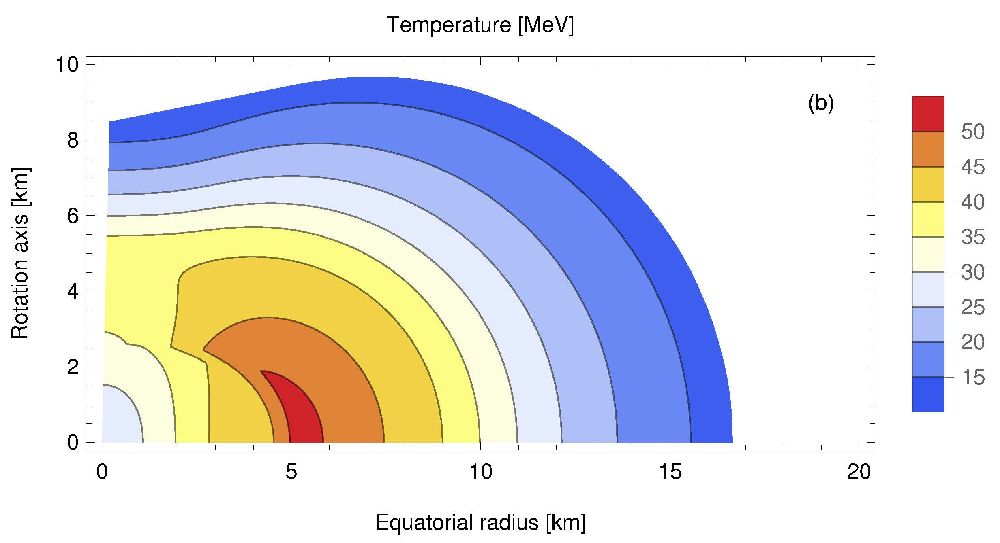 Temperature [MeV]
(b)
Rotation axis [km]
10
8
6
4
2
0
0 5 10 15 20
Equatorial radius [km]
50
45
40
35
30
25
20
15